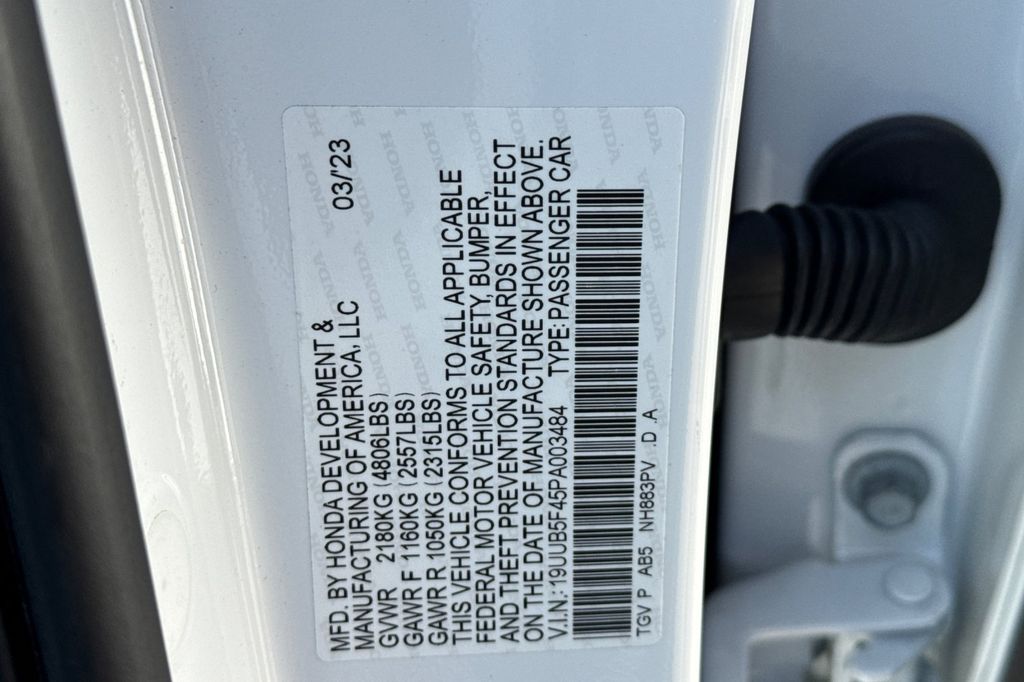 MFD. BY HONDA DEVELOPMENT & 03/'23
MANUFACTURING OF AMERICA, LLC
GVWR 2180KG (4806LBS)
GAWR F 1160KG (2557LBS)
GAWR R 1050KG (2315LBS)
THIS VEHICLE CONFORMS TO ALL APPLICABLE
FEDERAL MOTOR VEHICLE SAFETY, BUMPER,
AND THEFT PREVENTION STANDARDS IN EFFECT
ON THE DATE OF MANUFACTURE SHOWN ABOVE.
V.I.N.:19UUB5F45PA003484 TYPE:PASSENGER CAR
TGV P AB5 NH883PV .D .A
HONDA